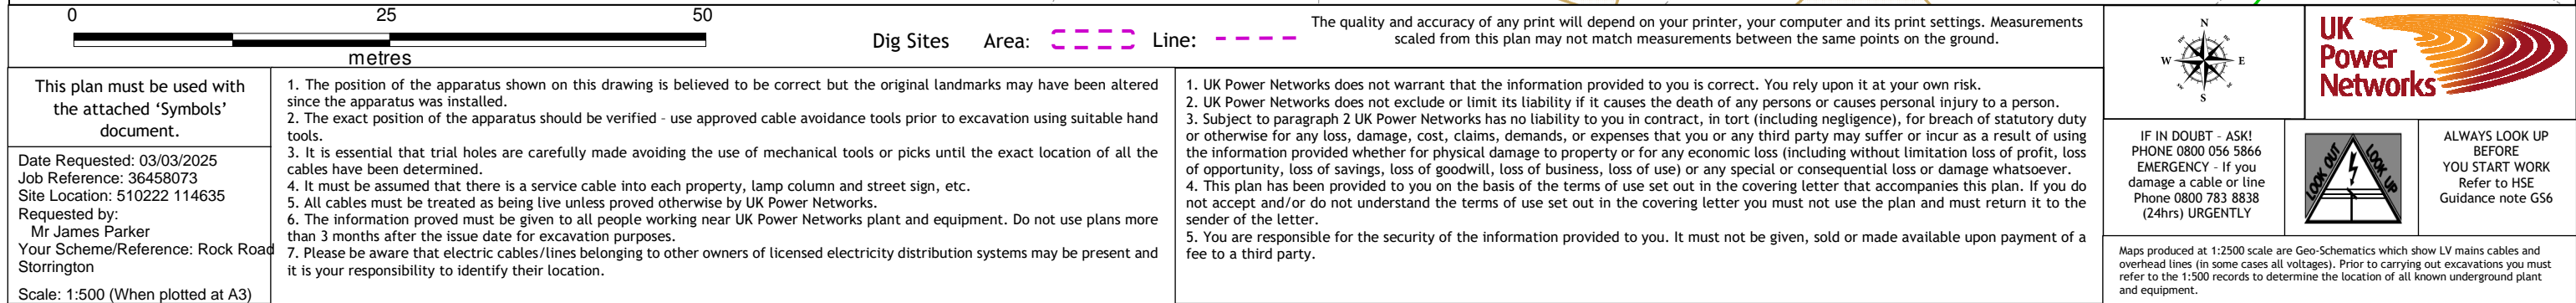 0 25 50
metres
Dig Sites Area: Line:
The quality and accuracy of any print will depend on your printer, your computer and its print settings. Measurements
scaled from this plan may not match measurements between the same points on the ground.
N
W E
S
UK
Power
Networks
This plan must be used with
the attached ‘Symbols’
document.
Date Requested: 03/03/2025
Job Reference: 36458073
Site Location: 510222 114635
Requested by:
Mr James Parker
Your Scheme/Reference: Rock Road
Storrington
Scale: 1:500 (When plotted at A3)
1. The position of the apparatus shown on this drawing is believed to be correct but the original landmarks may have been altered
since the apparatus was installed.
2. The exact position of the apparatus should be verified - use approved cable avoidance tools prior to excavation using suitable hand
tools.
3. It is essential that trial holes are carefully made avoiding the use of mechanical tools or picks until the exact location of all the
cables have been determined.
4. It must be assumed that there is a service cable into each property, lamp column and street sign, etc.
5. All cables must be treated as being live unless proved otherwise by UK Power Networks.
6. The information proved must be given to all people working near UK Power Networks plant and equipment. Do not use plans more
than 3 months after the issue date for excavation purposes.
7. Please be aware that electric cables/lines belonging to other owners of licensed electricity distribution systems may be present and
it is your responsibility to identify their location.
1. UK Power Networks does not warrant that the information provided to you is correct. You rely upon it at your own risk.
2. UK Power Networks does not exclude or limit its liability if it causes the death of any persons or causes personal injury to a person.
3. Subject to paragraph 2 UK Power Networks has no liability to you in contract, in tort (including negligence), for breach of statutory duty
or otherwise for any loss, damage, cost, claims, demands, or expenses that you or any third party may suffer or incur as a result of using
the information provided whether for physical damage to property or for any economic loss (including without limitation loss of profit, loss
of opportunity, loss of savings, loss of goodwill, loss of business, loss of use) or any special or consequential loss or damage whatsoever.
4. This plan has been provided to you on the basis of the terms of use set out in the covering letter that accompanies this plan. If you do
not accept and/or do not understand the terms of use set out in the covering letter you must not use the plan and must return it to the
sender of the letter.
5. You are responsible for the security of the information provided to you. It must not be given, sold or made available upon payment of a
fee to a third party.
IF IN DOUBT - ASK!
PHONE 0800 056 5866
EMERGENCY - If you
damage a cable or line
Phone 0800 783 8838
(24hrs) URGENTLY
LOOK OUT
LOOK UP
ALWAYS LOOK UP
BEFORE
YOU START WORK
Refer to HSE
Guidance note GS6
Maps produced at 1:2500 scale are Geo-Schematics which show LV mains cables and
overhead lines (in some cases all voltages). Prior to carrying out excavations you must
refer to the 1:500 records to determine the location of all known underground plant
and equipment.